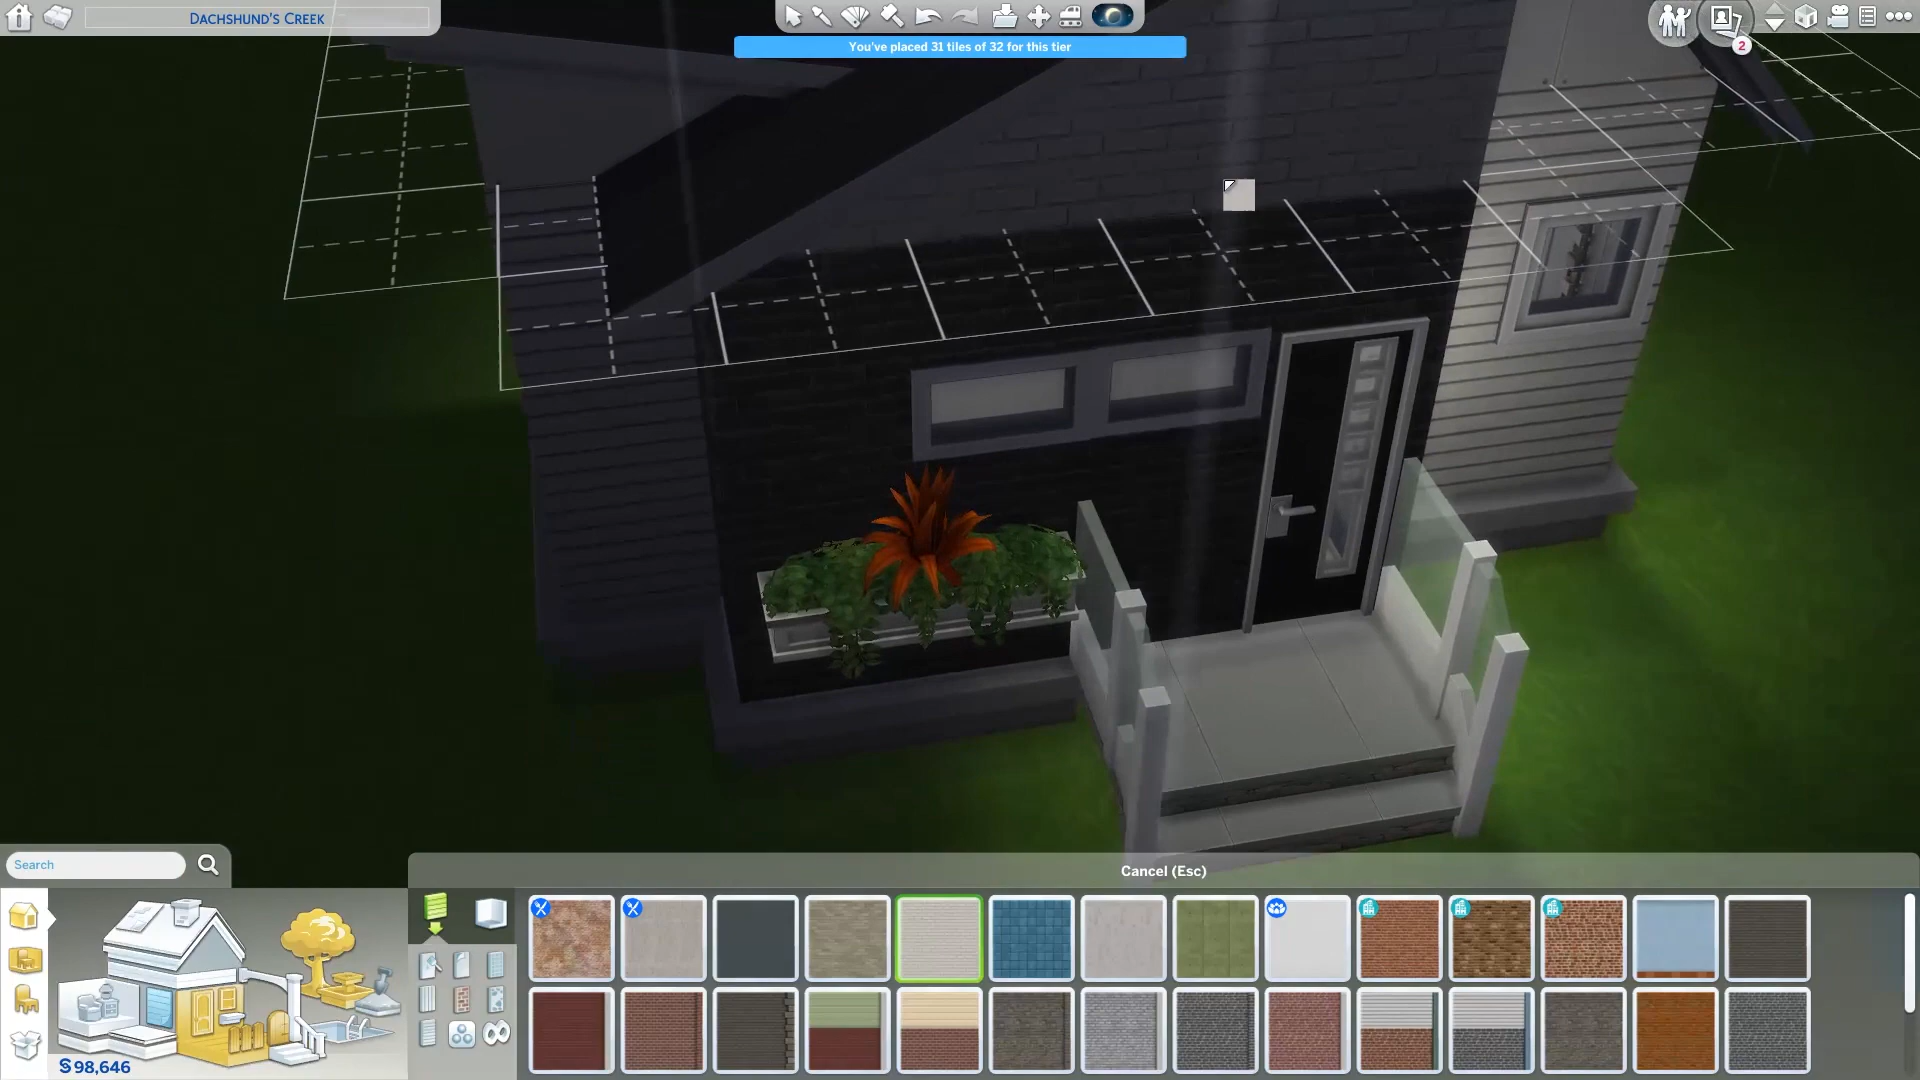 DACHSHUND'S CREEK
You've placed 31 tiles of 32 for this tier
2
Search
Cancel (Esc)
§98,646